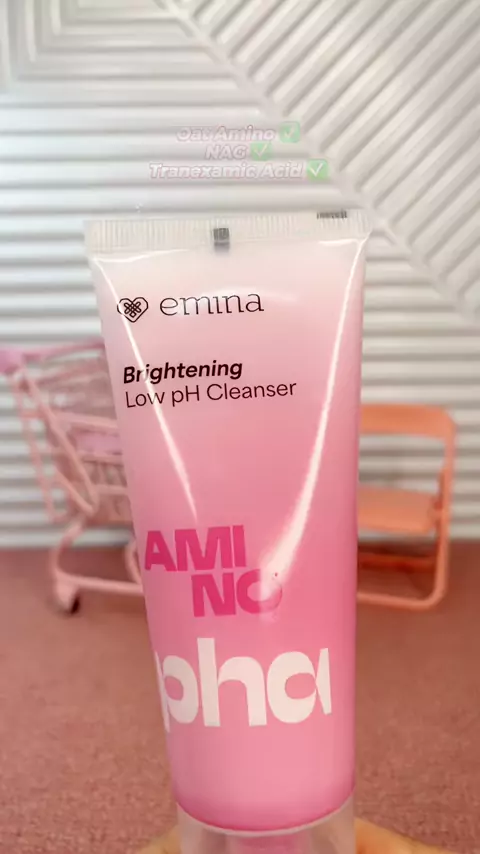 Oat Amino ✅
NAG ✅
Tranexamic Acid ✅
emina
Brightening
Low pH Cleanser
AMI
NO
pha